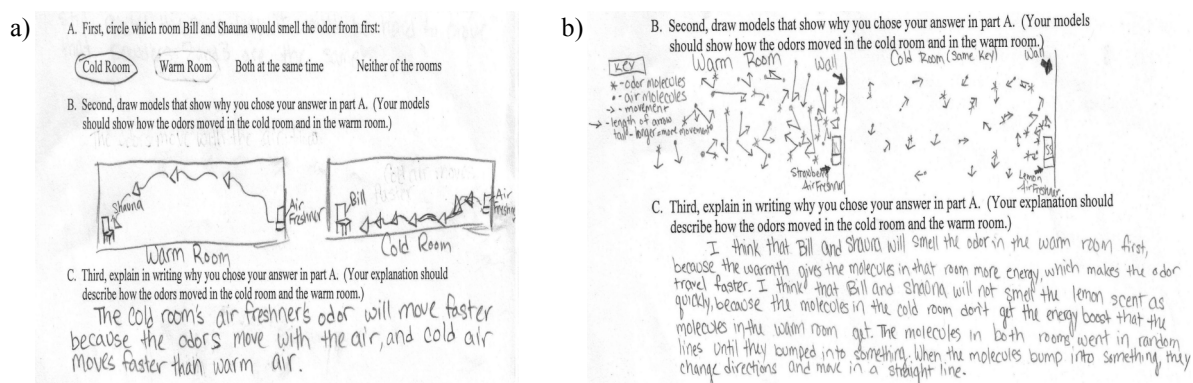 a)
A. First, circle which room Bill and Shauna would smell the odor from first:
Cold Room Warm Room Both at the same time Neither of the rooms
B. Second, draw models that show why you chose your answer in part A. (Your models
should show how the odors moved in the cold room and in the warm room.)
Shauna
Air
Freshner
Warm Room
Bill
Air
Freshner
Cold Room
C. Third, explain in writing why you chose your answer in part A. (Your explanation should
describe how the odors moved in the cold room and the warm room.)
The cold room's air freshner's odor will move faster
because the odors move with the air, and cold air
moves faster than warm air.
b)
B. Second, draw models that show why you chose your answer in part A. (Your models
should show how the odors moved in the cold room and in the warm room.)
Key
* - odor molecules
• - air molecules
→ - movement
→ - length of arrow
tail - longer = more movement
Warm Room
Wall
Strawberry
Air Freshner
Cold Room (Same Key)
Wall
Lemon
Air Freshner
C. Third, explain in writing why you chose your answer in part A. (Your explanation should
describe how the odors moved in the cold room and the warm room.)
I think that Bill and Shauna will smell the odor in the warm room first,
because the warmth gives the molecules in that room more energy, which makes the odor
travel faster. I think that Bill and Shauna will not smell the lemon scent as
quickly, because the molecules in the cold room don't get the energy boost that the
molecules in the warm room get. The molecules in both rooms went in random
lines until they bumped into something. When the molecules bump into something, they
change directions and move in a straight line.